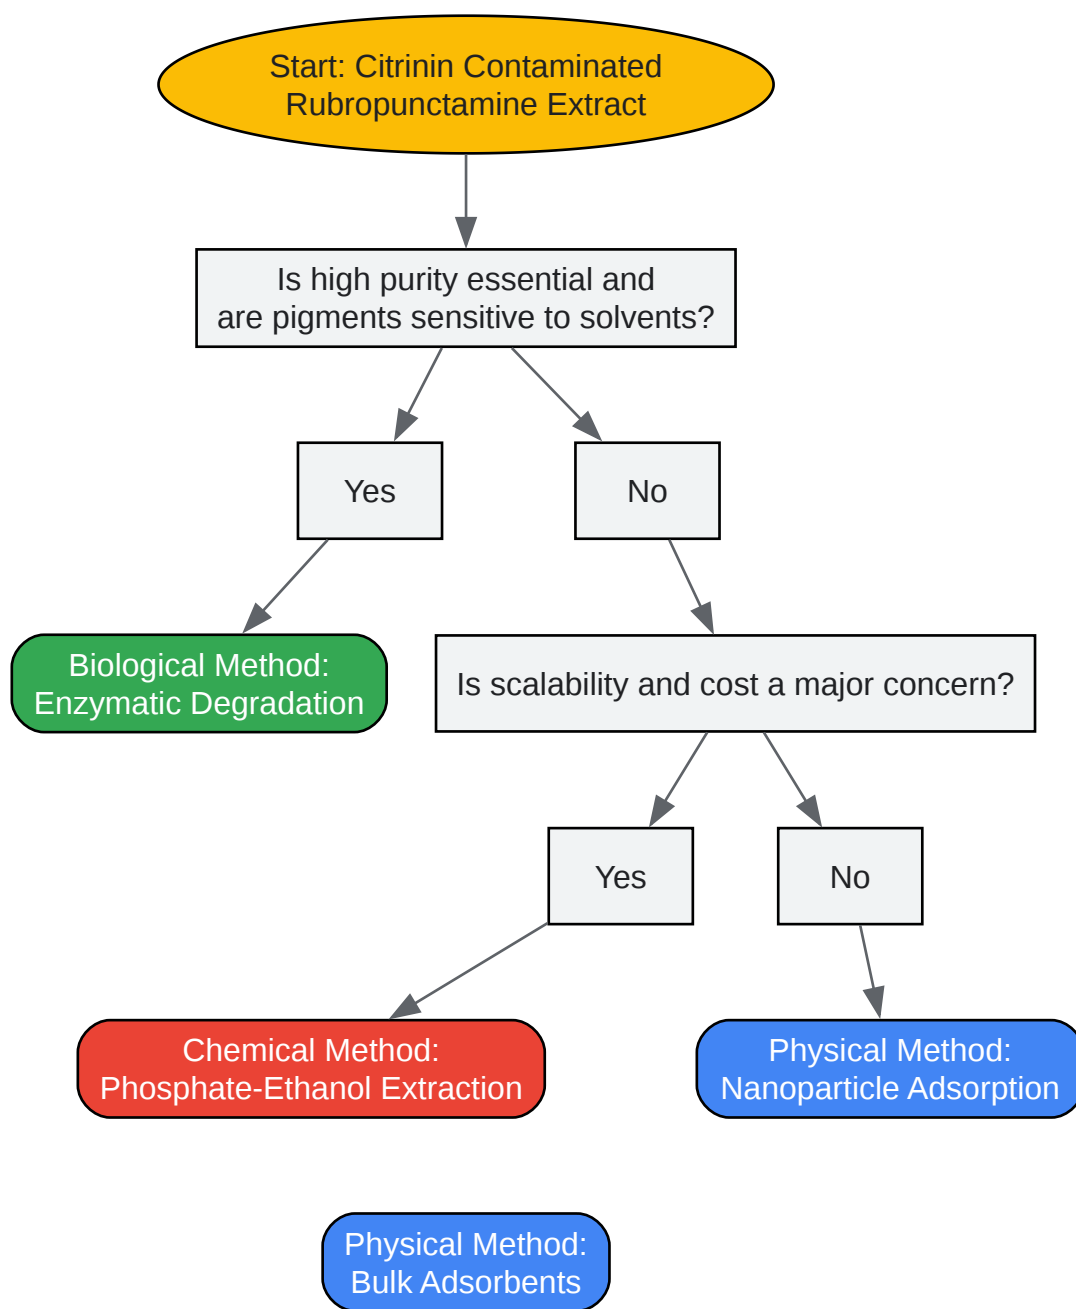 Start: Citrinin Contaminated
Rubropunctamine Extract
Is high purity essential and
are pigments sensitive to solvents?
Yes
No
Biological Method:
Enzymatic Degradation
Is scalability and cost a major concern?
Yes
No
Chemical Method:
Phosphate-Ethanol Extraction
Physical Method:
Nanoparticle Adsorption
Physical Method:
Bulk Adsorbents